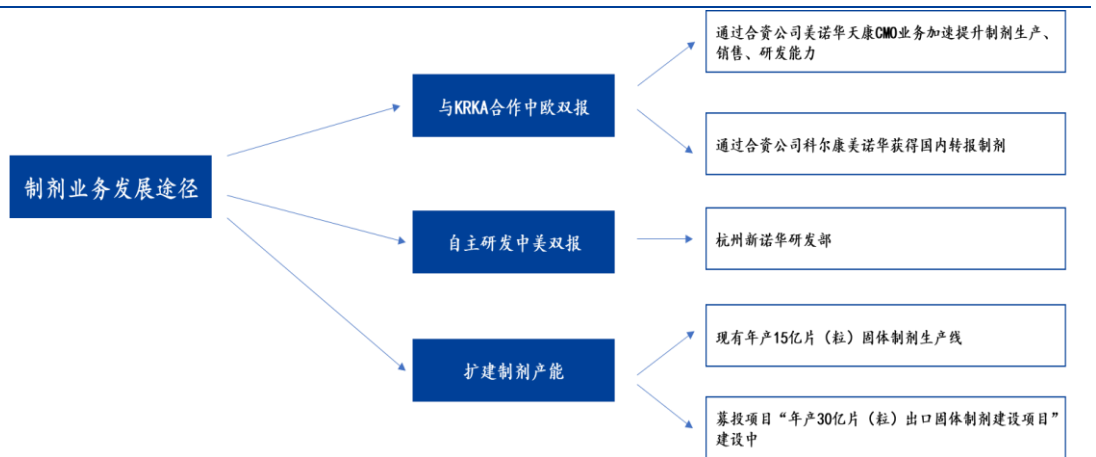 制剂业务发展途径
与KRKA合作中欧双报
通过合资公司美诺华天康CMO业务加速提升制剂生产、
销售、研发能力
通过合资公司科尔康美诺华获得国内转报制剂
自主研发中美双报
杭州新诺华研发部
扩建制剂产能
现有年产15亿片（粒）固体制剂生产线
募投项目“年产30亿片（粒）出口固体制剂建设项目”
建设中